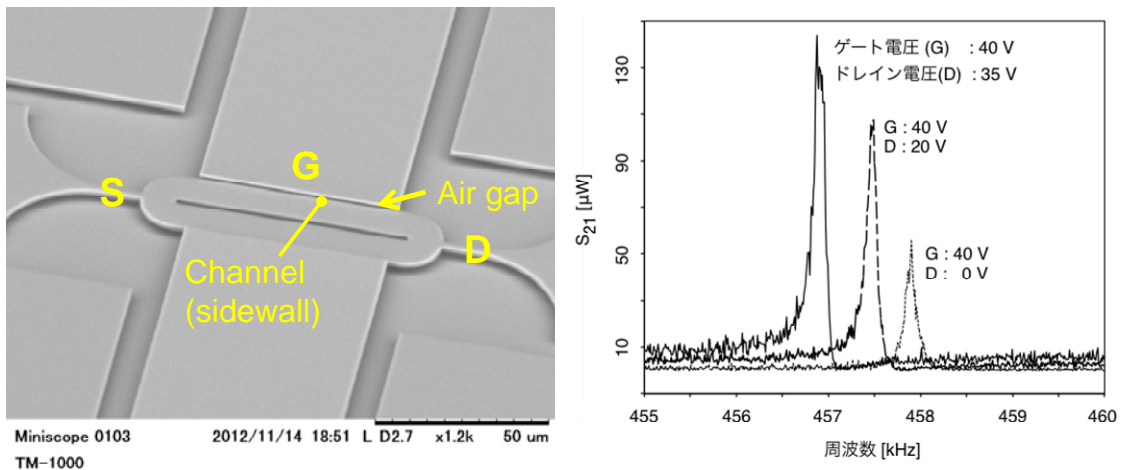 G
S
Air gap
D
Channel
(sidewall)
Miniscope 0103 2012/11/14 18:51 L D2.7 x1.2k 50 um
TM-1000
ゲート電圧 (G) : 40 V
ドレイン電圧(D) : 35 V
G : 40 V
D : 20 V
G : 40 V
D : 0 V
S21 [µW]
130
90
50
10
455 456 457 458 459 460
周波数 [kHz]